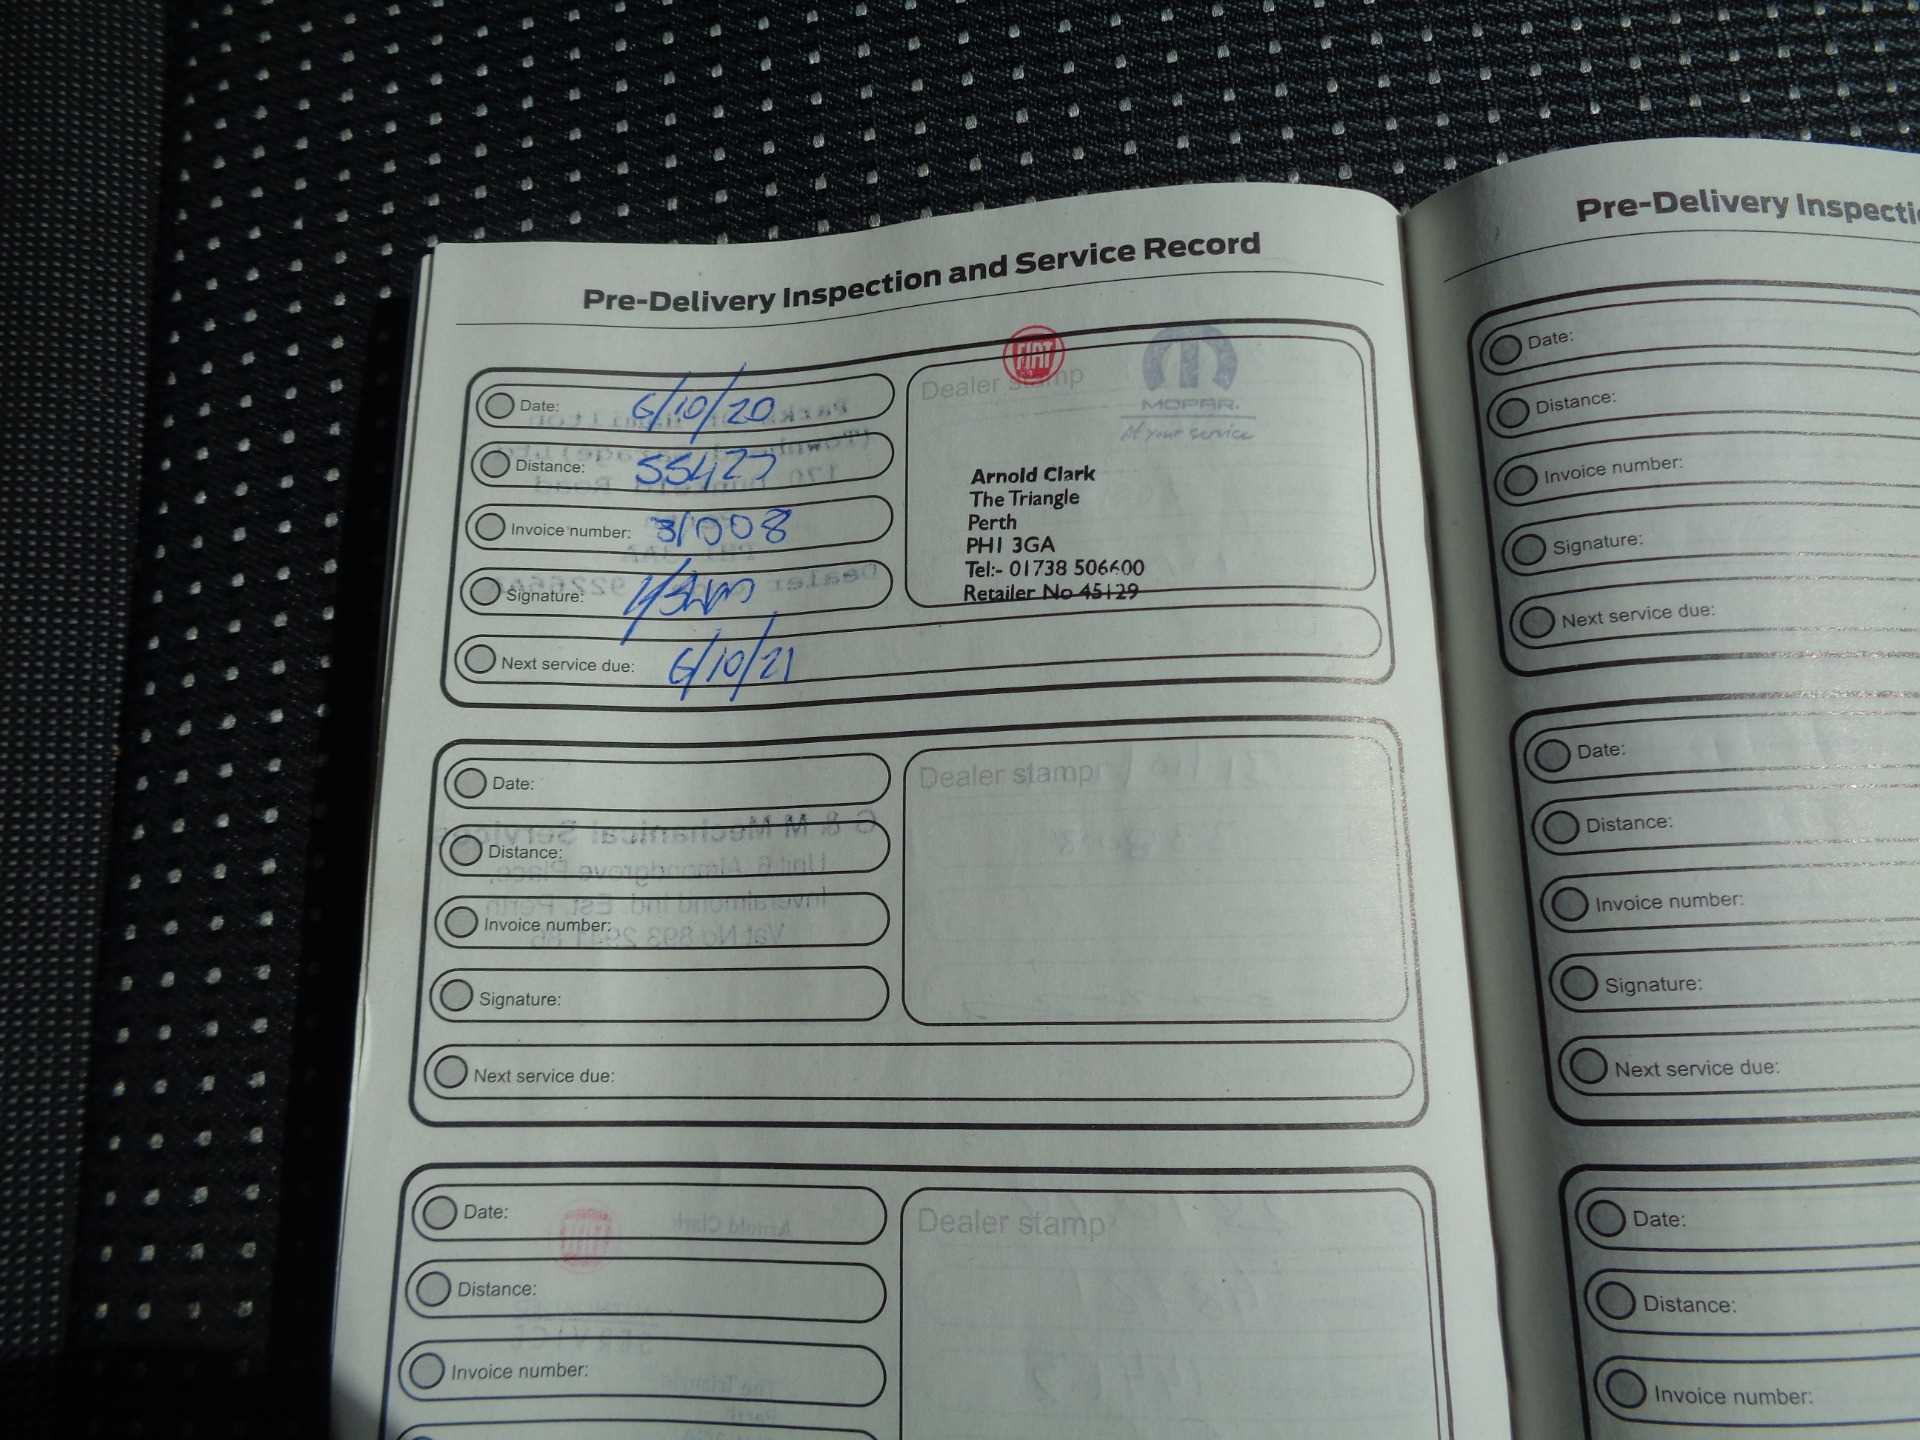 Pre-Delivery Inspection and Service Record
Date: 6/10/20
Distance: 55427
Invoice number: 31008
Signature:
Next service due: 6/10/21
Dealer stamp
FIAT
MOPAR.
At your service
Arnold Clark
The Triangle
Perth
PH1 3GA
Tel:- 01738 506600
Retailer No 45129
Date:
Distance:
Invoice number:
Signature:
Next service due:
Dealer stamp
Date:
Distance:
Invoice number:
Dealer stamp
Pre-Delivery Inspecti
Date:
Distance:
Invoice number:
Signature:
Next service due:
Date:
Distance:
Invoice number:
Signature:
Next service due:
Date:
Distance:
Invoice number: